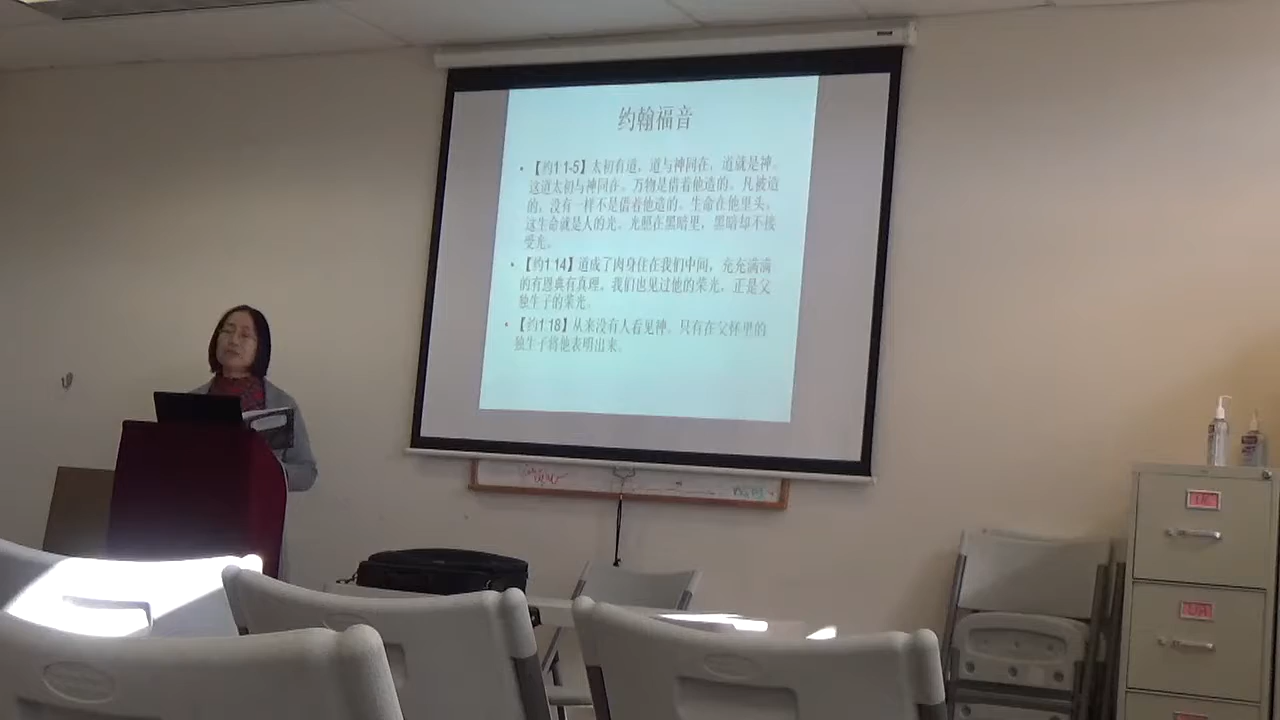 约翰福音
• 【约1:1-5】太初有道，道与神同在，道就是神。
这道太初与神同在。万物是借着他造的。凡被造
的，没有一样不是借着他造的。生命在他里头。
这生命就是人的光。光照在黑暗里，黑暗却不接
受光。
• 【约1:14】道成了肉身住在我们中间，充充满满
的有恩典有真理。我们也见过他的荣光，正是父
独生子的荣光。
• 【约1:18】从来没有人看见神。只有在父怀里的
独生子将他表明出来。